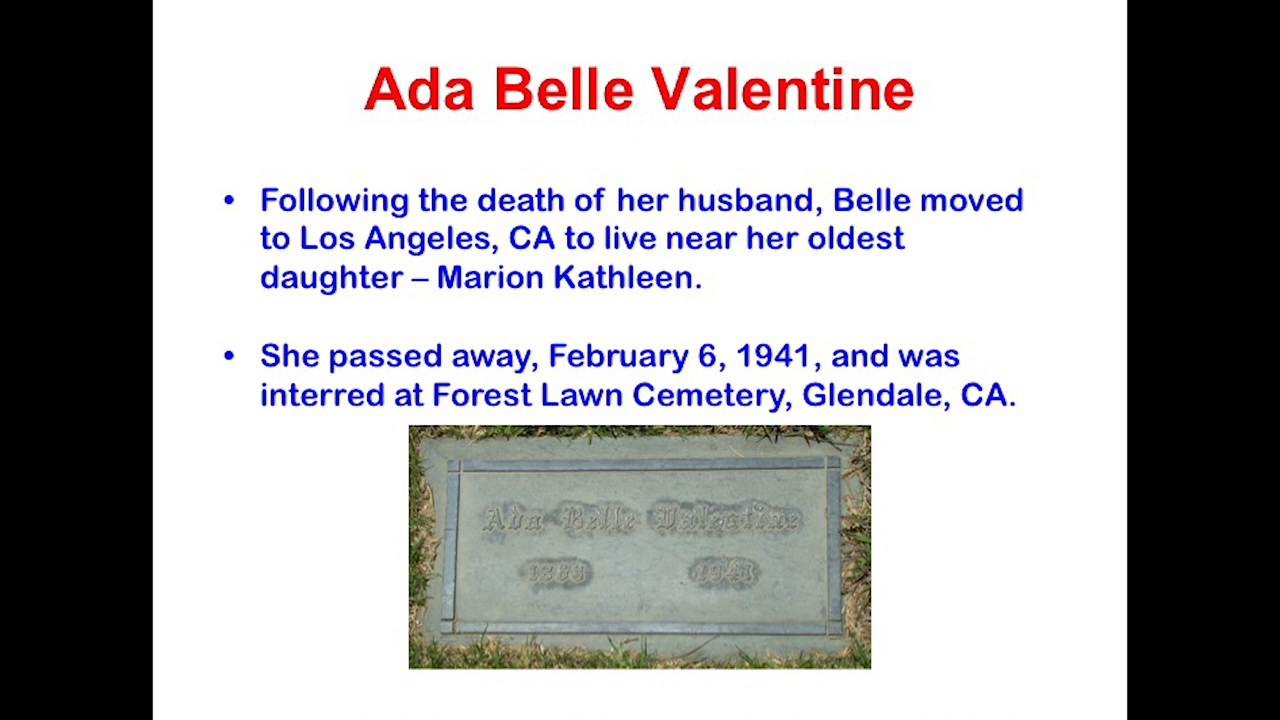 Ada Belle Valentine
• Following the death of her husband, Belle moved
to Los Angeles, CA to live near her oldest
daughter – Marion Kathleen.
• She passed away, February 6, 1941, and was
interred at Forest Lawn Cemetery, Glendale, CA.
Ada Belle Valentine
1941